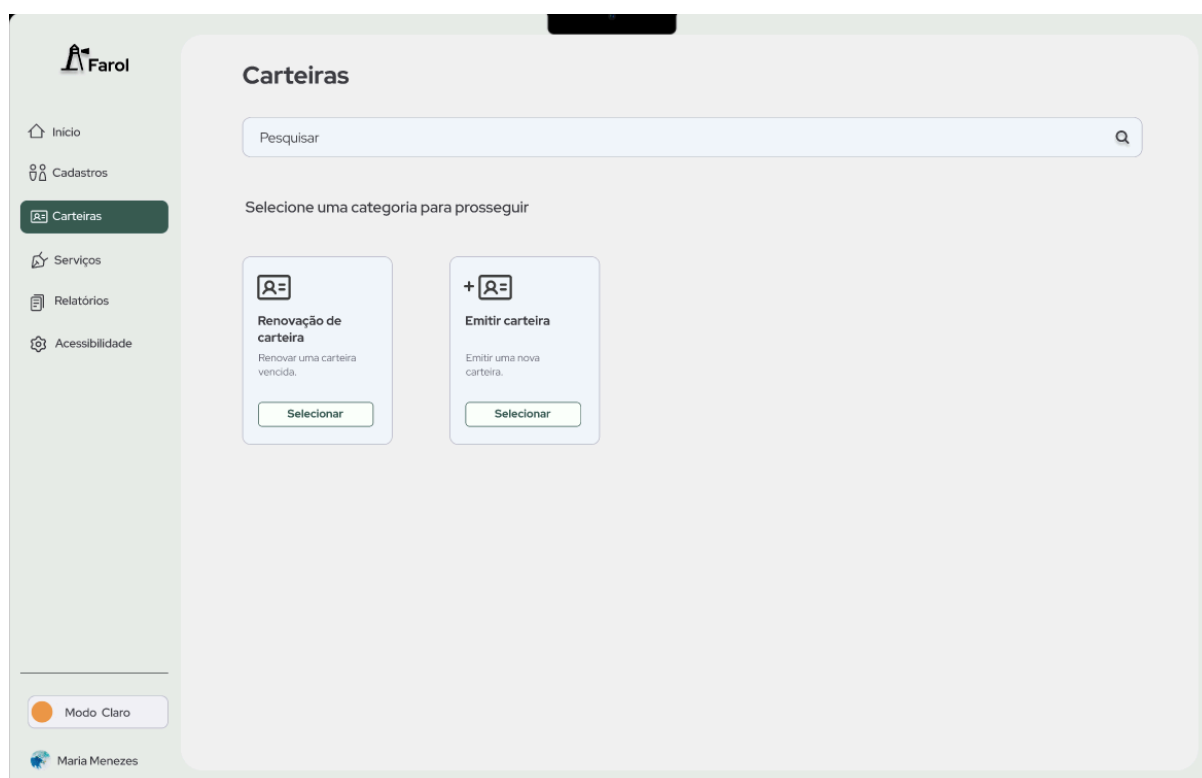 Farol
Início
Cadastros
Carteiras
Serviços
Relatórios
Acessibilidade
Modo Claro
Maria Menezes
Carteiras
Pesquisar
Selecione uma categoria para prosseguir
Renovação de
carteira
Renovar uma carteira
vencida.
Selecionar
Emitir carteira
Emitir uma nova
carteira.
Selecionar